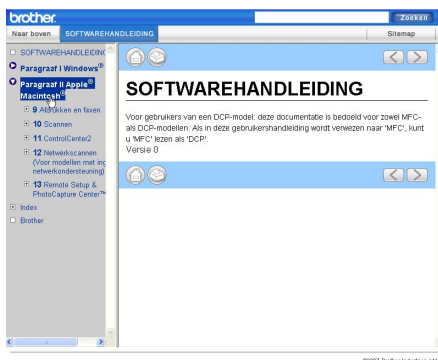 brother.
Zoeken
Naar boven
SOFTWAREHANDLEIDING
Sitemap
SOFTWAREHANDLEIDING
Paragraaf I Windows®
Paragraaf II Apple®
Macintosh®
9 Afdrukken en faxen
10 Scannen
11 ControlCenter2
12 Netwerkscannen
(Voor modellen met ing
netwerkondersteuning)
13 Remote Setup &
PhotoCapture Center™
Index
Brother
SOFTWAREHANDLEIDING
Voor gebruikers van een DCP-model: deze documentatie is bedoeld voor zowel MFC-
als DCP-modellen. Als in deze gebruikershandleiding wordt verwezen naar 'MFC', kunt
u 'MFC' lezen als 'DCP'.
Versie 0